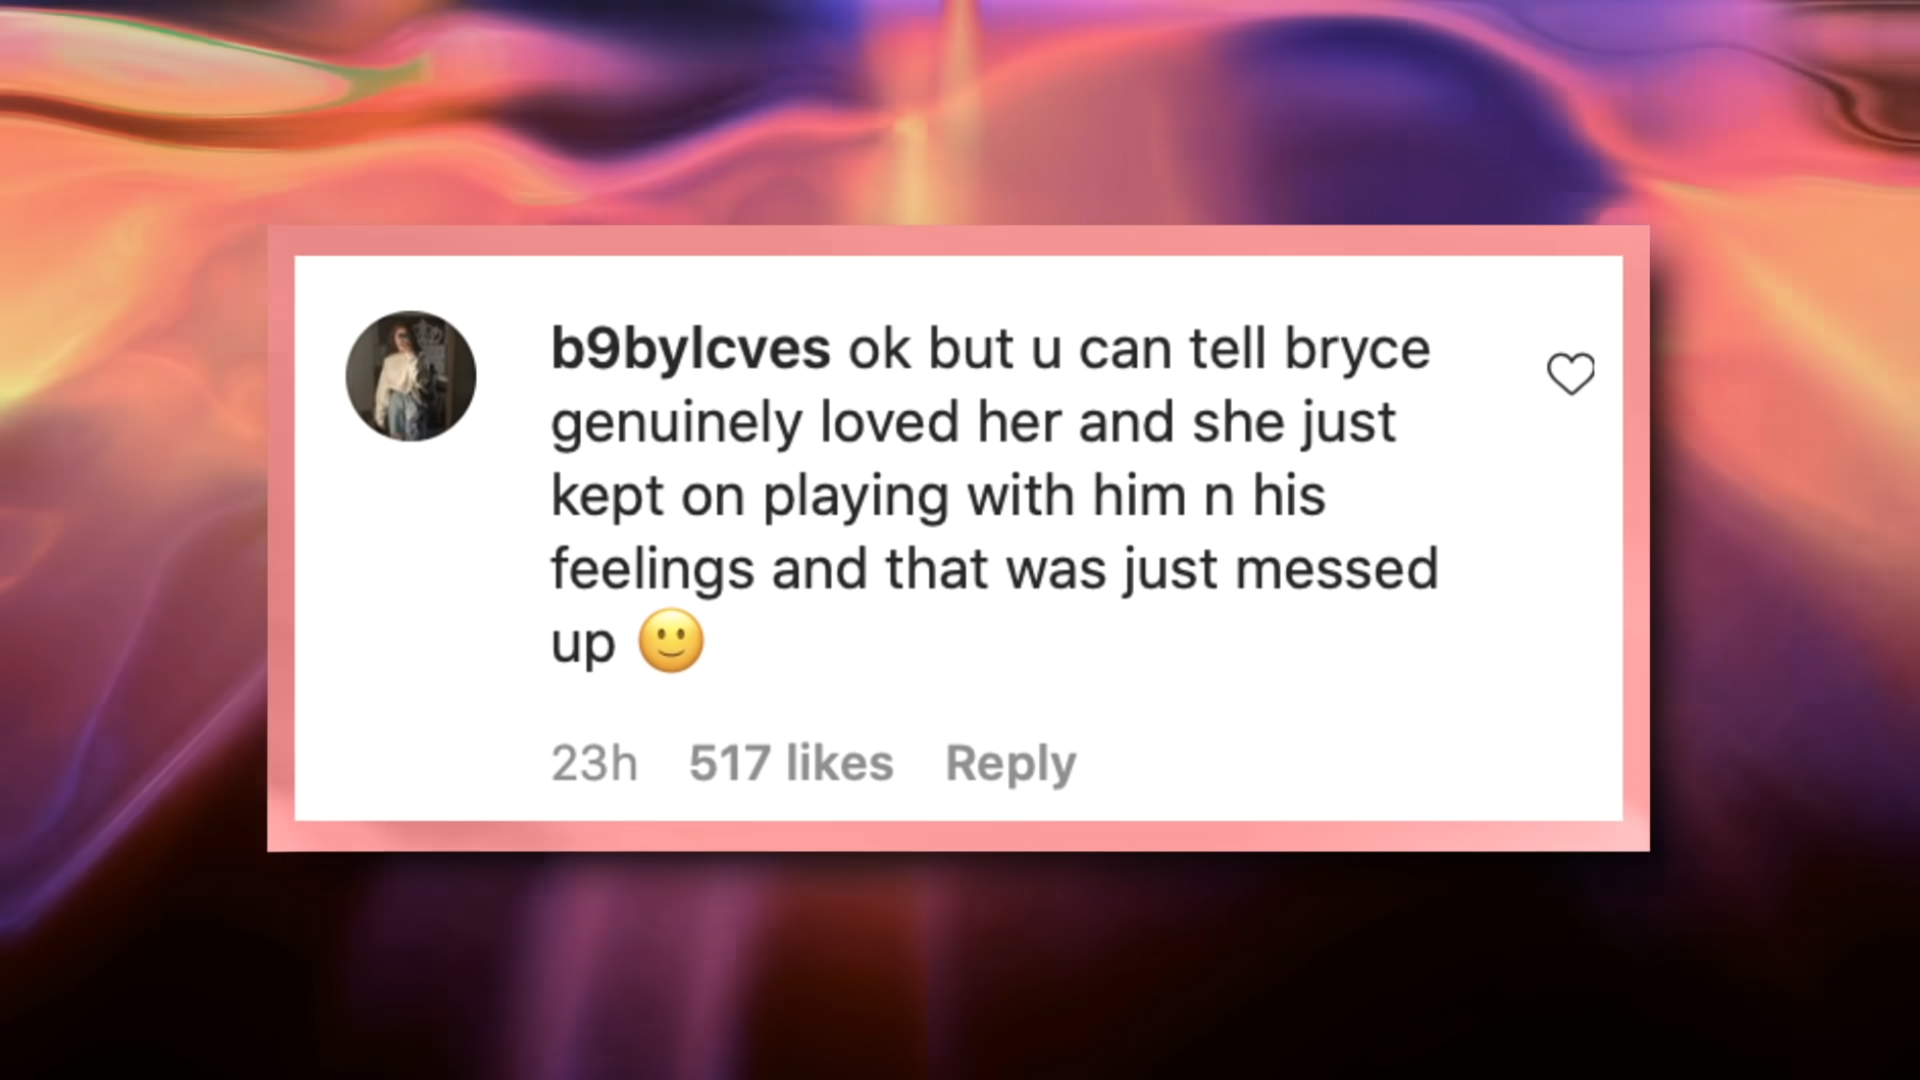 b9bylcves ok but u can tell bryce
genuinely loved her and she just
kept on playing with him n his
feelings and that was just messed
up 🙂
23h 517 likes Reply